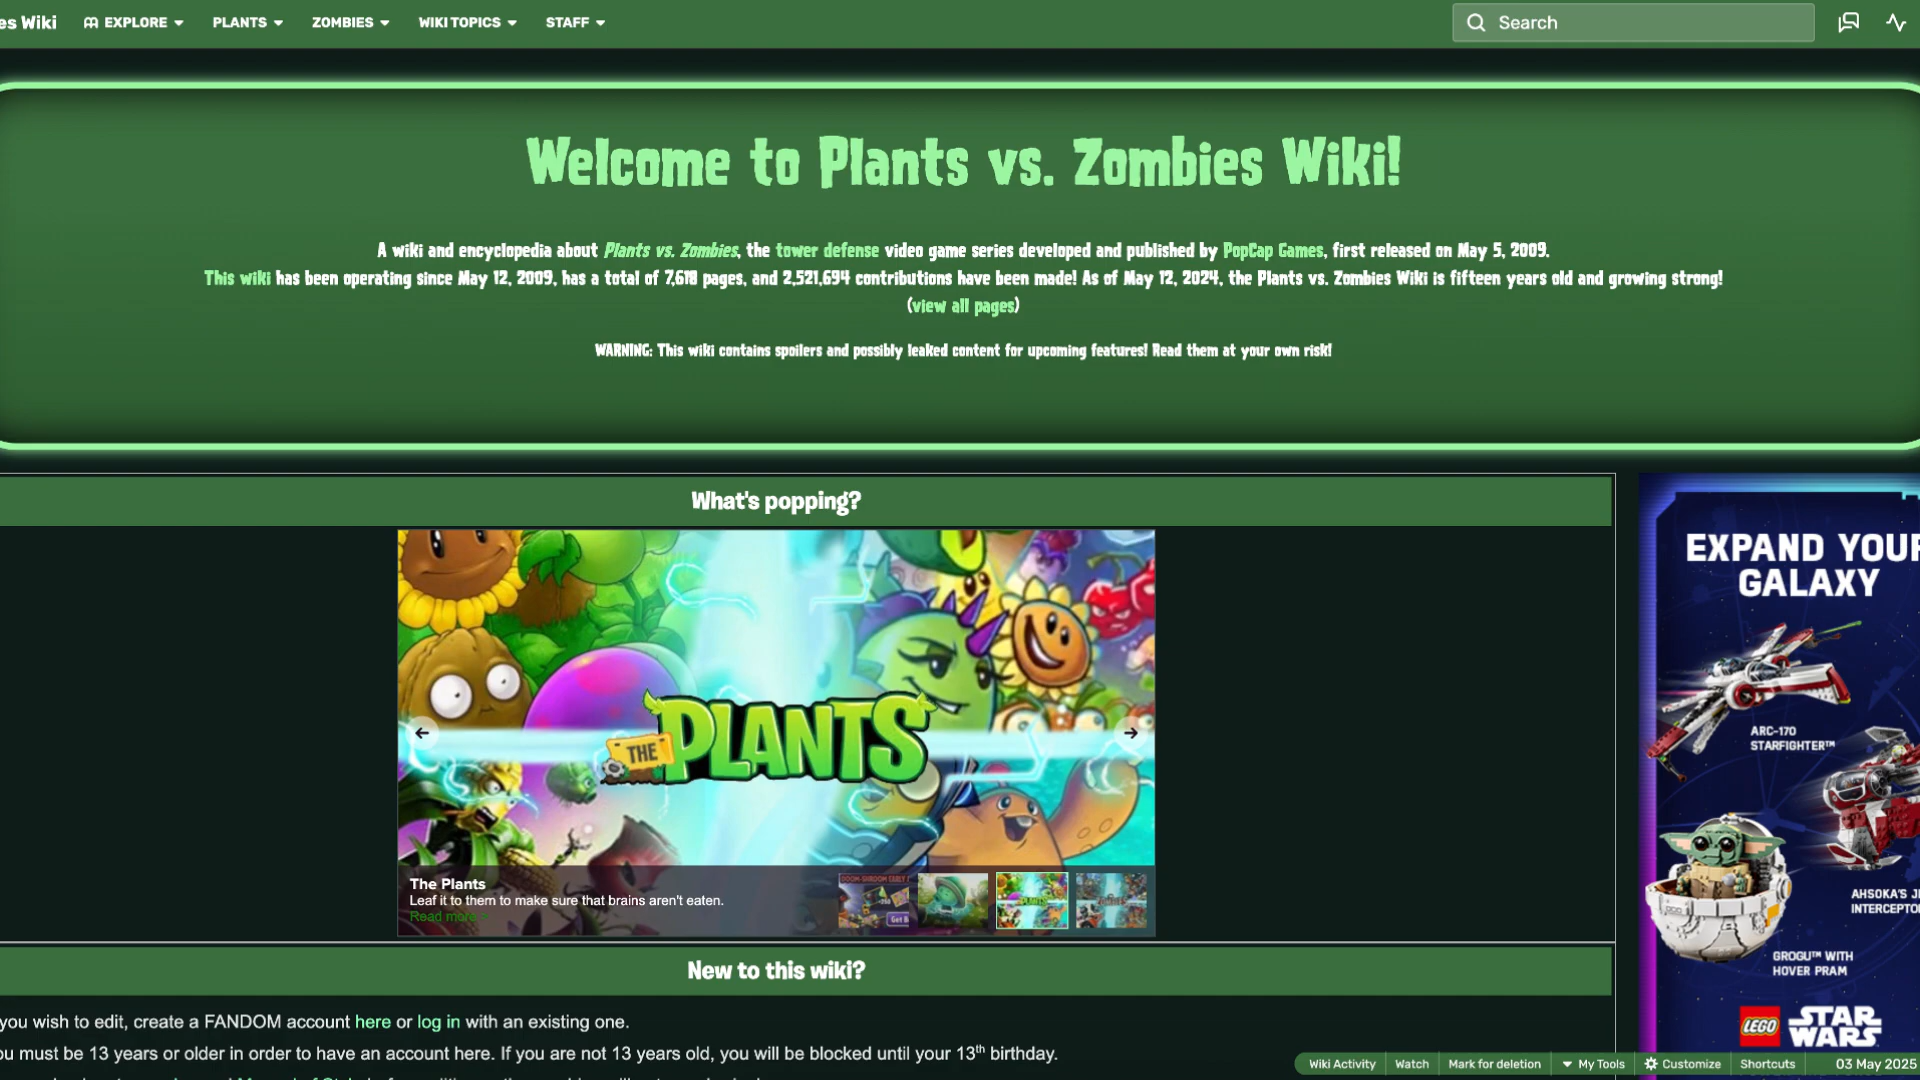 es Wiki
EXPLORE
PLANTS
ZOMBIES
WIKI TOPICS
STAFF
Search
Welcome to Plants vs. Zombies Wiki!
A wiki and encyclopedia about Plants vs. Zombies, the tower defense video game series developed and published by PopCap Games, first released on May 5, 2009.
This wiki has been operating since May 12, 2009, has a total of 7,618 pages, and 2,521,694 contributions have been made! As of May 12, 2024, the Plants vs. Zombies Wiki is fifteen years old and growing strong!
(view all pages)
WARNING: This wiki contains spoilers and possibly leaked content for upcoming features! Read them at your own risk!
What's popping?
THE PLANTS
The Plants
Leaf it to them to make sure that brains aren't eaten.
Read more >
New to this wiki?
you wish to edit, create a FANDOM account here or log in with an existing one.
ou must be 13 years or older in order to have an account here. If you are not 13 years old, you will be blocked until your 13th birthday.
EXPAND YOUR
GALAXY
ARC-170
STARFIGHTER™
AHSOKA'S JE
INTERCEPTO
GROGU™ WITH
HOVER PRAM
LEGO
STAR
WARS
Wiki Activity
Watch
Mark for deletion
My Tools
Customize
Shortcuts
03 May 2025